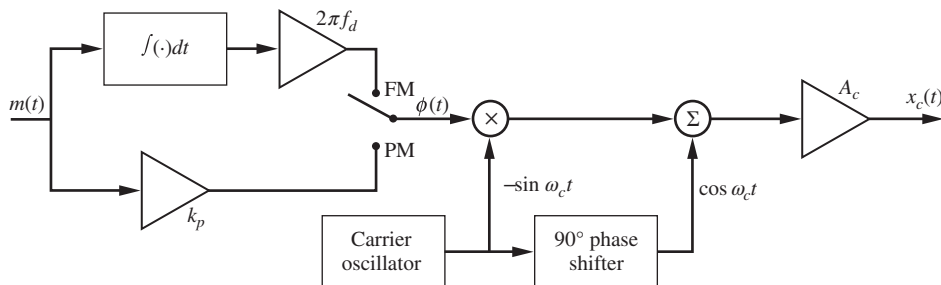 2πf_d
∫(·)dt
FM
m(t)
ϕ(t)
×
Σ
A_c
x_c(t)
PM
k_p
−sin ω_c t
cos ω_c t
Carrier
oscillator
90° phase
shifter